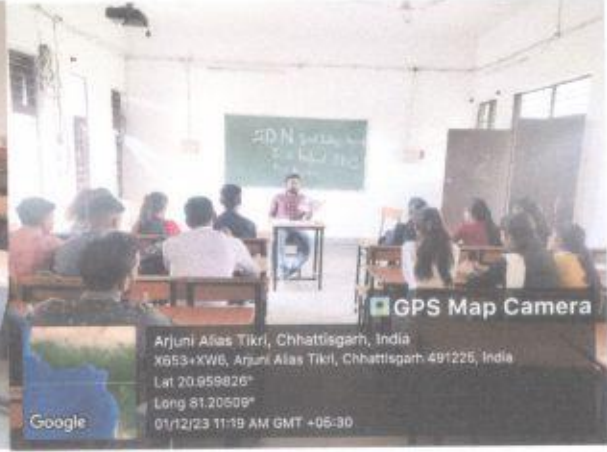 SDN
GPS Map Camera
Arjuni Alias Tikri, Chhattisgarh, India
X653+XW6, Arjuni Alias Tikri, Chhattisgarh 491225, India
Lat 20.959826°
Long 81.20509°
01/12/23 11:19 AM GMT +05:30
Google